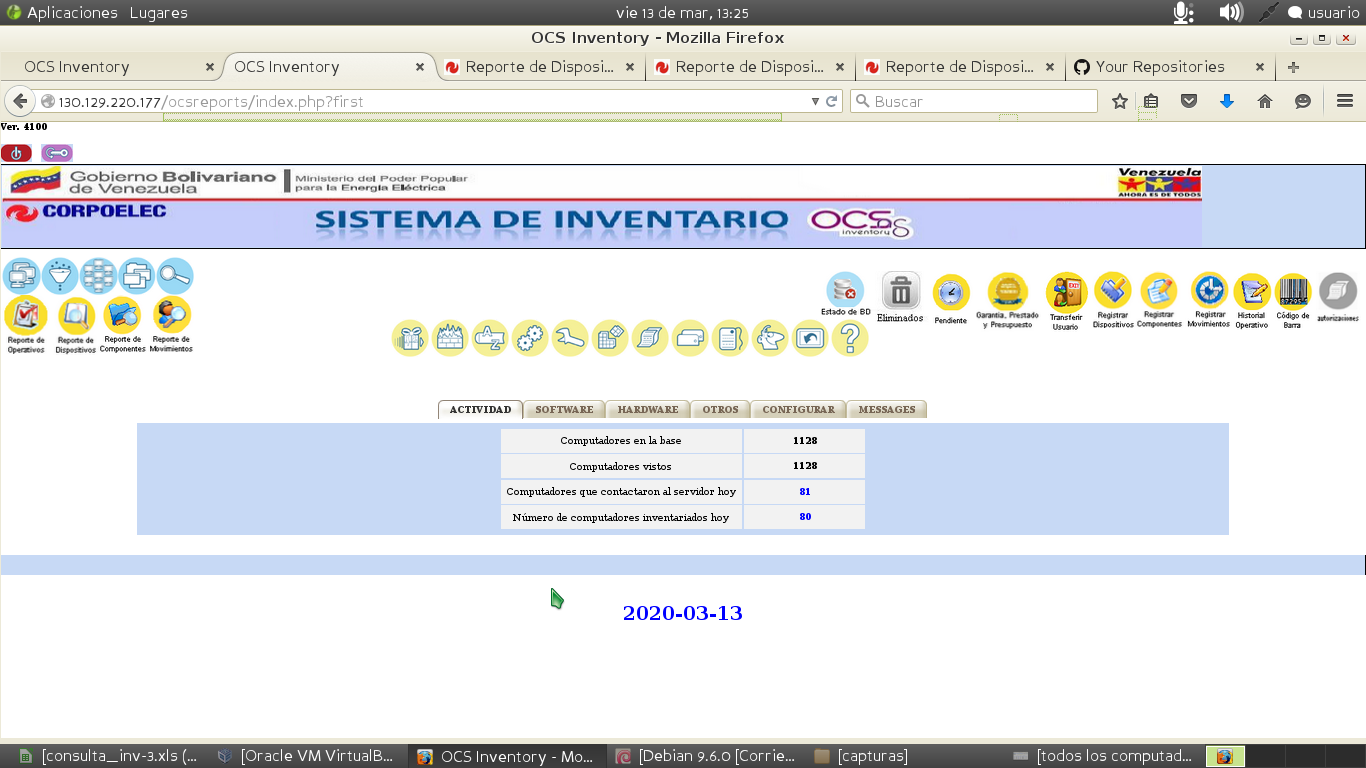 Aplicaciones Lugares vie 13 de mar, 13:25 usuario
OCS Inventory - Mozilla Firefox
OCS Inventory OCS Inventory Reporte de Disposi... Reporte de Disposi... Reporte de Disposi... Your Repositories
130.129.220.177/ocsreports/index.php?first Buscar
Ver. 4100
Gobierno Bolivariano
de Venezuela
Ministerio del Poder Popular
para la Energía Eléctrica
Venezuela
AHORA ES DE TODOS
CORPOELEC
SISTEMA DE INVENTARIO OCS
inventory
Reporte de
Operativos
Reporte de
Dispositivos
Reporte de
Componentes
Reporte de
Movimientos
Estado de BD
Eliminados
Pendiente
Garantia, Prestado
y Presupuesto
EXIT
Transferir
Usuario
Registrar
Dispositivos
Registrar
Componentes
Registrar
Movimientos
Historial
Operativo
Código de
Barra
autorizaciones
ACTIVIDAD SOFTWARE HARDWARE OTROS CONFIGURAR MESSAGES
Computadores en la base 1128
Computadores vistos 1128
Computadores que contactaron al servidor hoy 81
Número de computadores inventariados hoy 80
2020-03-13
[consulta_inv-3.xls (... [Oracle VM VirtualB... OCS Inventory - Mo... [Debian 9.6.0 [Corrie... [capturas] [todos los computad...